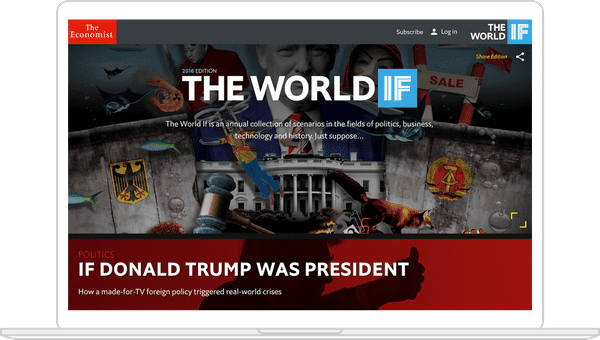 The
Economist
Subscribe
Log in
THE
WORLD
IF
Share Edition
SALE
2016 EDITION
THE WORLD IF
The World If is an annual collection of scenarios in the fields of politics, business,
technology and history. Just suppose...
POLITICS
IF DONALD TRUMP WAS PRESIDENT
How a made-for-TV foreign policy triggered real-world crises